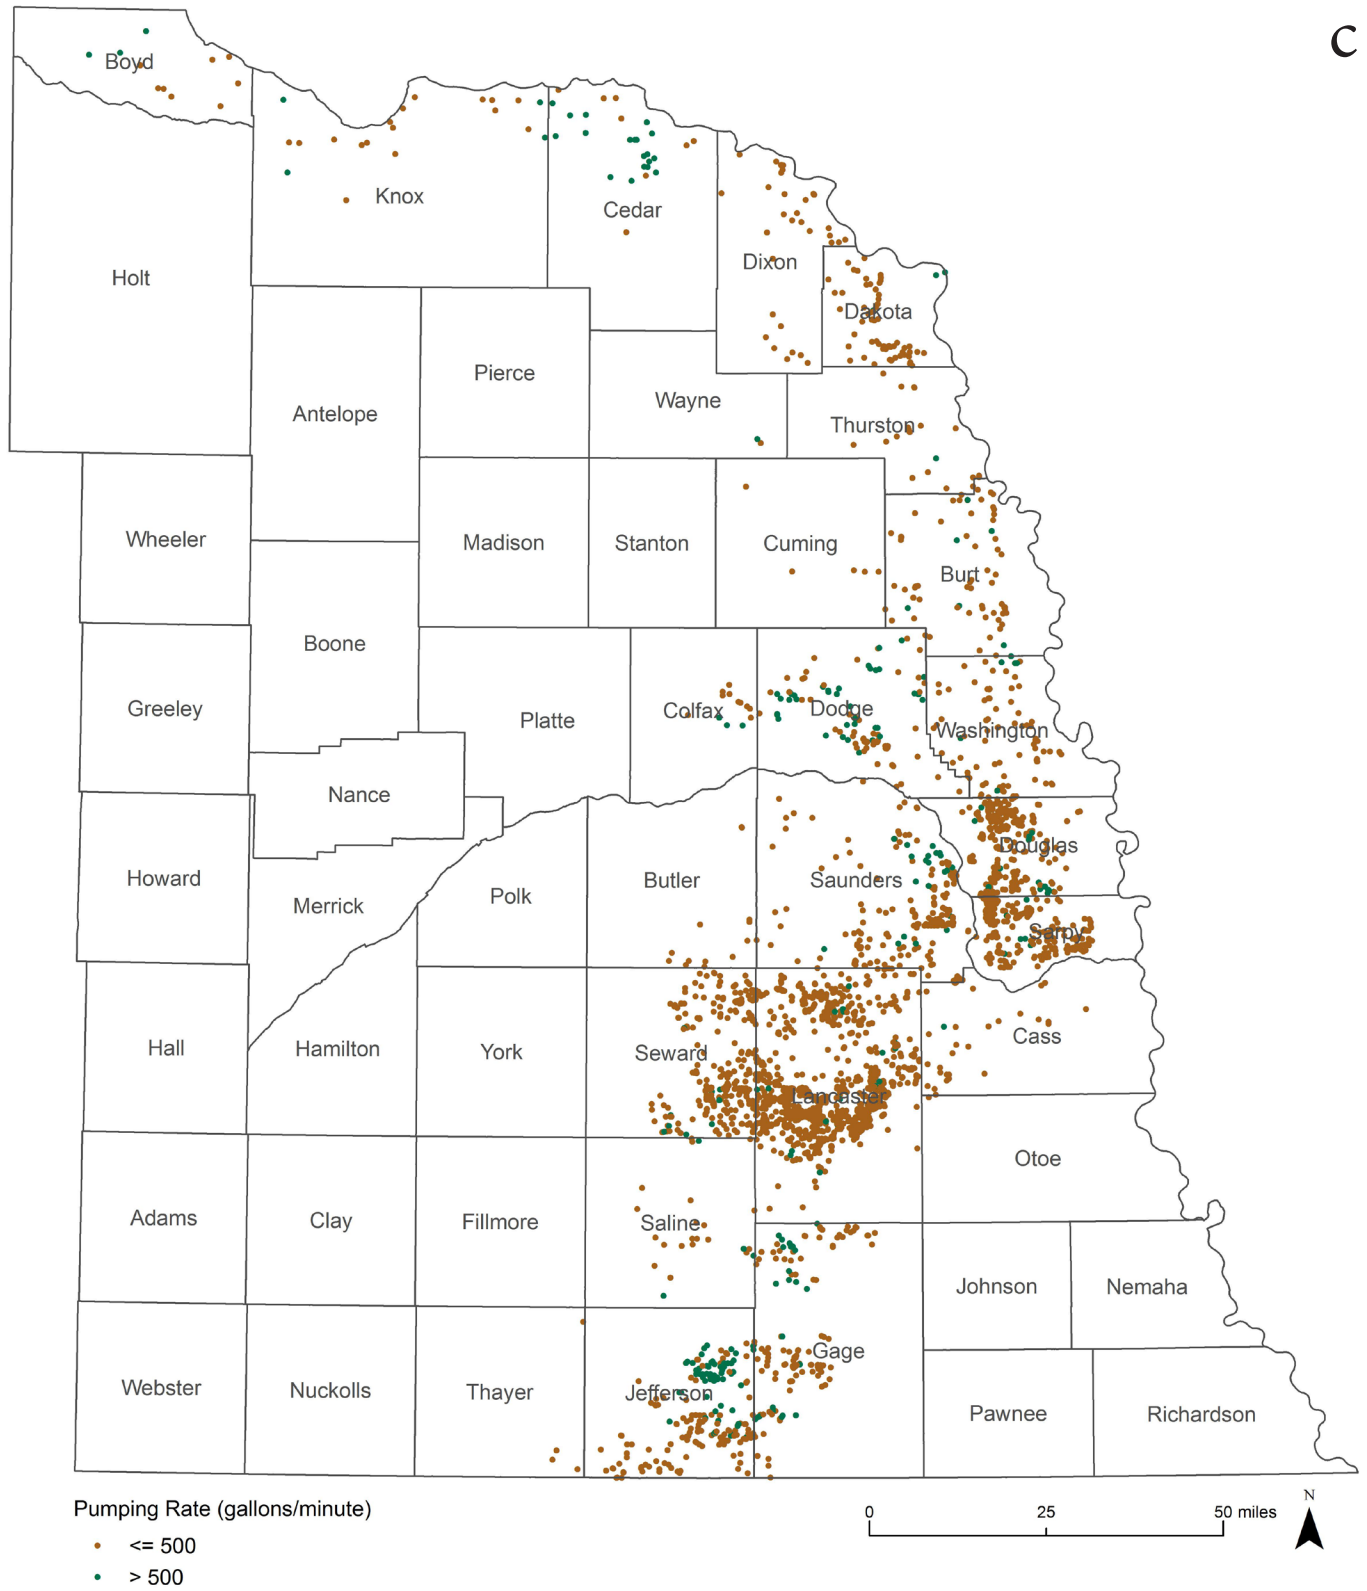 C
Boyd
Knox
Cedar
Holt
Dixon
Dakota
Pierce
Wayne
Antelope
Thurston
Wheeler
Madison
Stanton
Cuming
Burt
Boone
Greeley
Platte
Colfax
Dodge
Washington
Nance
Douglas
Howard
Merrick
Polk
Butler
Saunders
Sarpy
Hall
Hamilton
York
Seward
Lancaster
Cass
Otoe
Adams
Clay
Fillmore
Saline
Johnson
Nemaha
Webster
Nuckolls
Thayer
Jefferson
Gage
Pawnee
Richardson
Pumping Rate (gallons/minute)
<= 500
> 500
0 25 50 miles
N